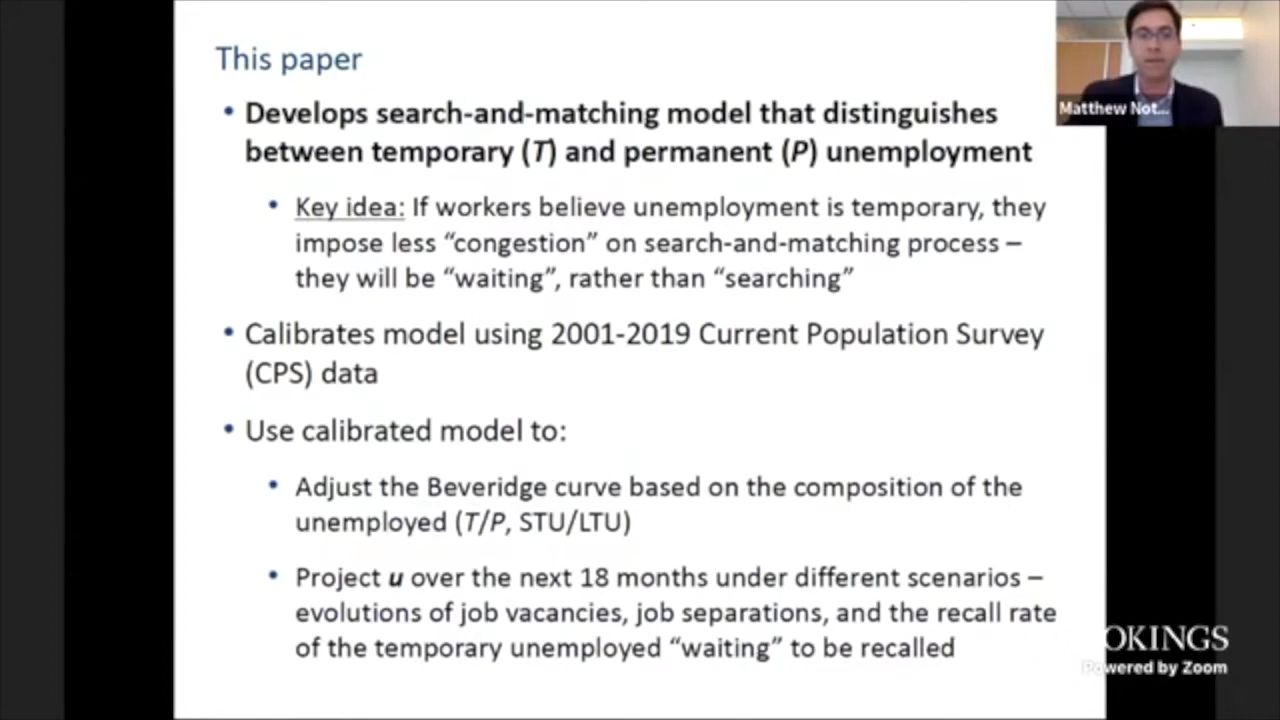 This paper
• Develops search-and-matching model that distinguishes
between temporary (T) and permanent (P) unemployment
• Key idea: If workers believe unemployment is temporary, they
impose less “congestion” on search-and-matching process –
they will be “waiting”, rather than “searching”
• Calibrates model using 2001-2019 Current Population Survey
(CPS) data
• Use calibrated model to:
• Adjust the Beveridge curve based on the composition of the
unemployed (T/P, STU/LTU)
• Project u over the next 18 months under different scenarios –
evolutions of job vacancies, job separations, and the recall rate
of the temporary unemployed “waiting” to be recalled
Matthew Not...
OKINGS
Powered by Zoom